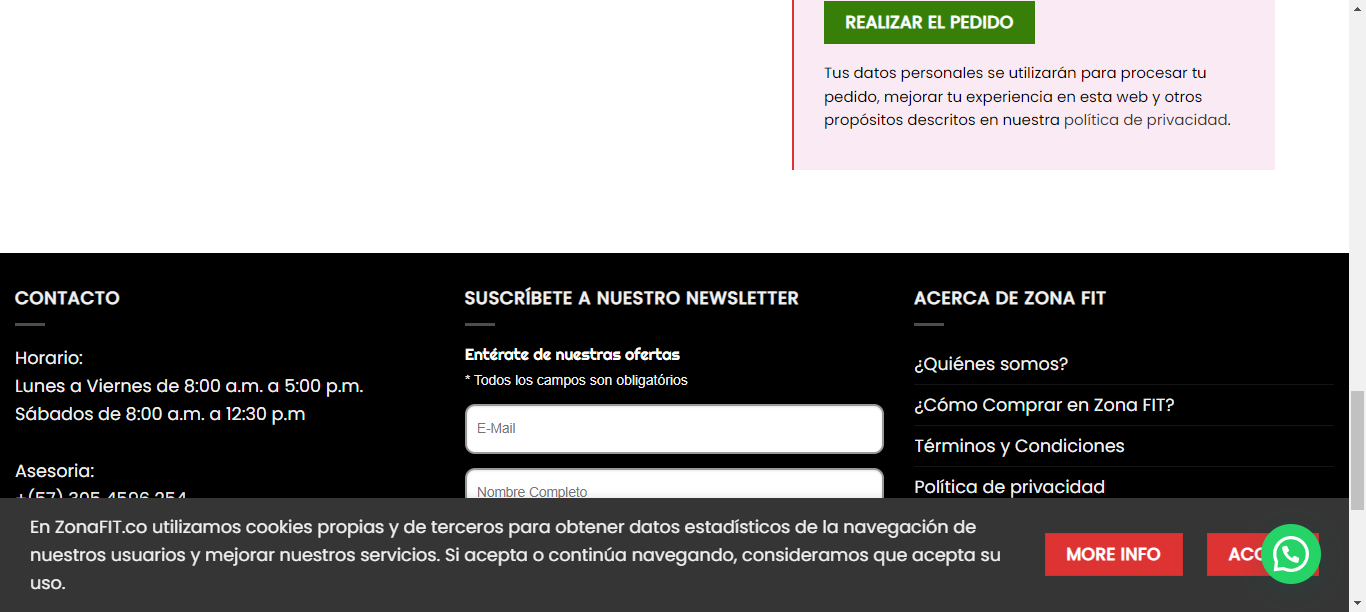 REALIZAR EL PEDIDO
Tus datos personales se utilizarán para procesar tu
pedido, mejorar tu experiencia en esta web y otros
propósitos descritos en nuestra política de privacidad.
CONTACTO
Horario:
Lunes a Viernes de 8:00 a.m. a 5:00 p.m.
Sábados de 8:00 a.m. a 12:30 p.m
Asesoria:
+(57) 305 4596 254
SUSCRÍBETE A NUESTRO NEWSLETTER
Entérate de nuestras ofertas
* Todos los campos son obligatórios
E-Mail
Nombre Completo
ACERCA DE ZONA FIT
¿Quiénes somos?
¿Cómo Comprar en Zona FIT?
Términos y Condiciones
Política de privacidad
En ZonaFIT.co utilizamos cookies propias y de terceros para obtener datos estadísticos de la navegación de
nuestros usuarios y mejorar nuestros servicios. Si acepta o continúa navegando, consideramos que acepta su
uso.
MORE INFO